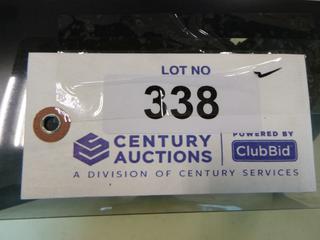 LOT NO
338
CENTURY
AUCTIONS
POWERED BY
ClubBid
A DIVISION OF CENTURY SERVICES